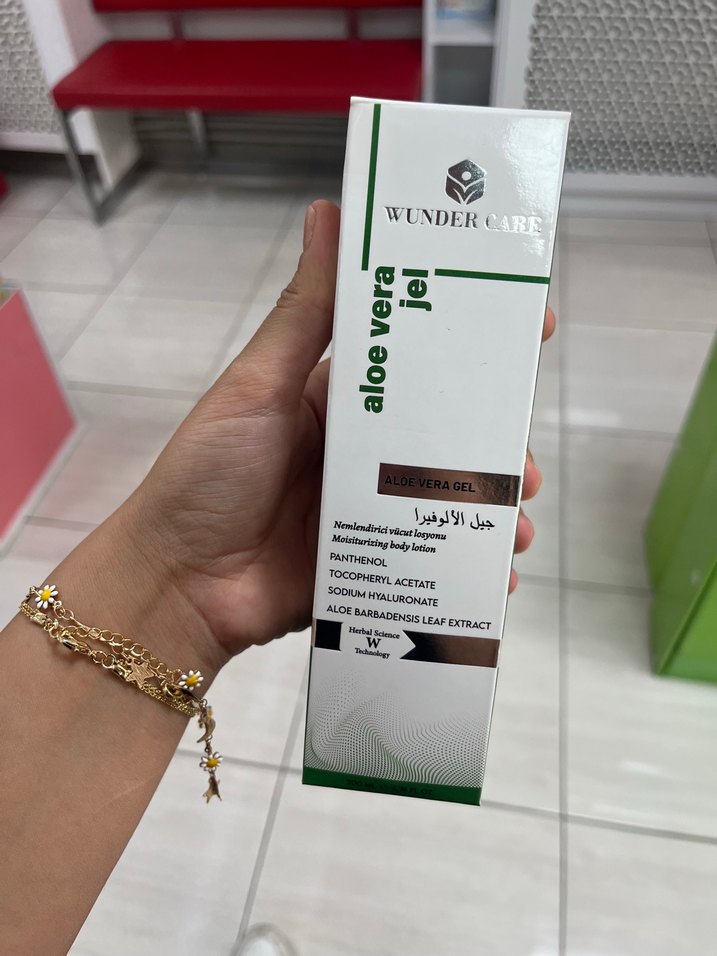 WUNDER CARE
aloe vera
jel
ALOE VERA GEL
جيل الألوفيرا
Nemlendirici vücut losyonu
Moisiturizing body lotion
PANTHENOL
TOCOPHERYL ACETATE
SODIUM HYALURONATE
ALOE BARBADENSIS LEAF EXTRACT
Herbal Science
W
Technology